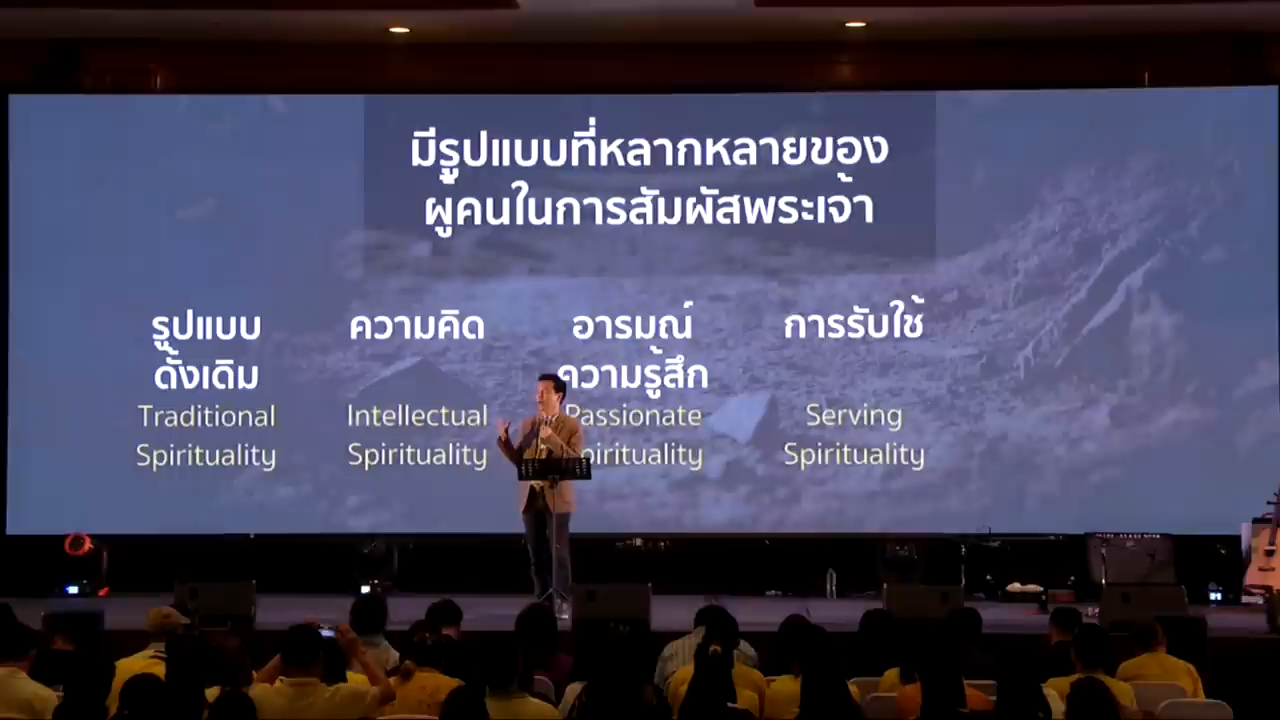 มีรูปแบบที่หลากหลายของ
ผู้คนในการสัมผัสพระเจ้า
รูปแบบ
ดั้งเดิม
Traditional
Spirituality
ความคิด
Intellectual
Spirituality
อารมณ์
ความรู้สึก
Passionate
Spirituality
การรับใช้
Serving
Spirituality